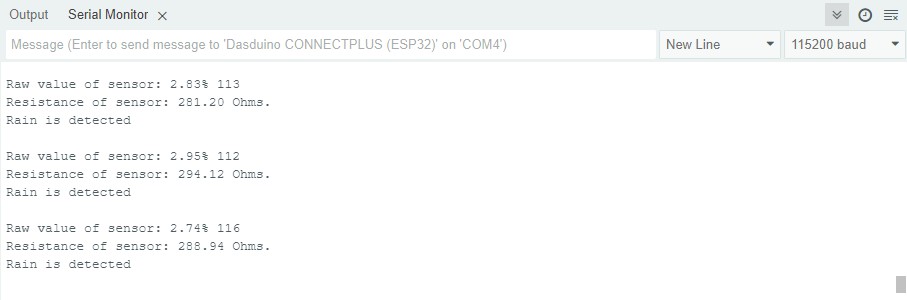 Output Serial Monitor
Message (Enter to send message to 'Dasduino CONNECTPLUS (ESP32)' on 'COM4') New Line 115200 baud
Raw value of sensor: 2.83% 113
Resistance of sensor: 281.20 Ohms.
Rain is detected
Raw value of sensor: 2.95% 112
Resistance of sensor: 294.12 Ohms.
Rain is detected
Raw value of sensor: 2.74% 116
Resistance of sensor: 288.94 Ohms.
Rain is detected